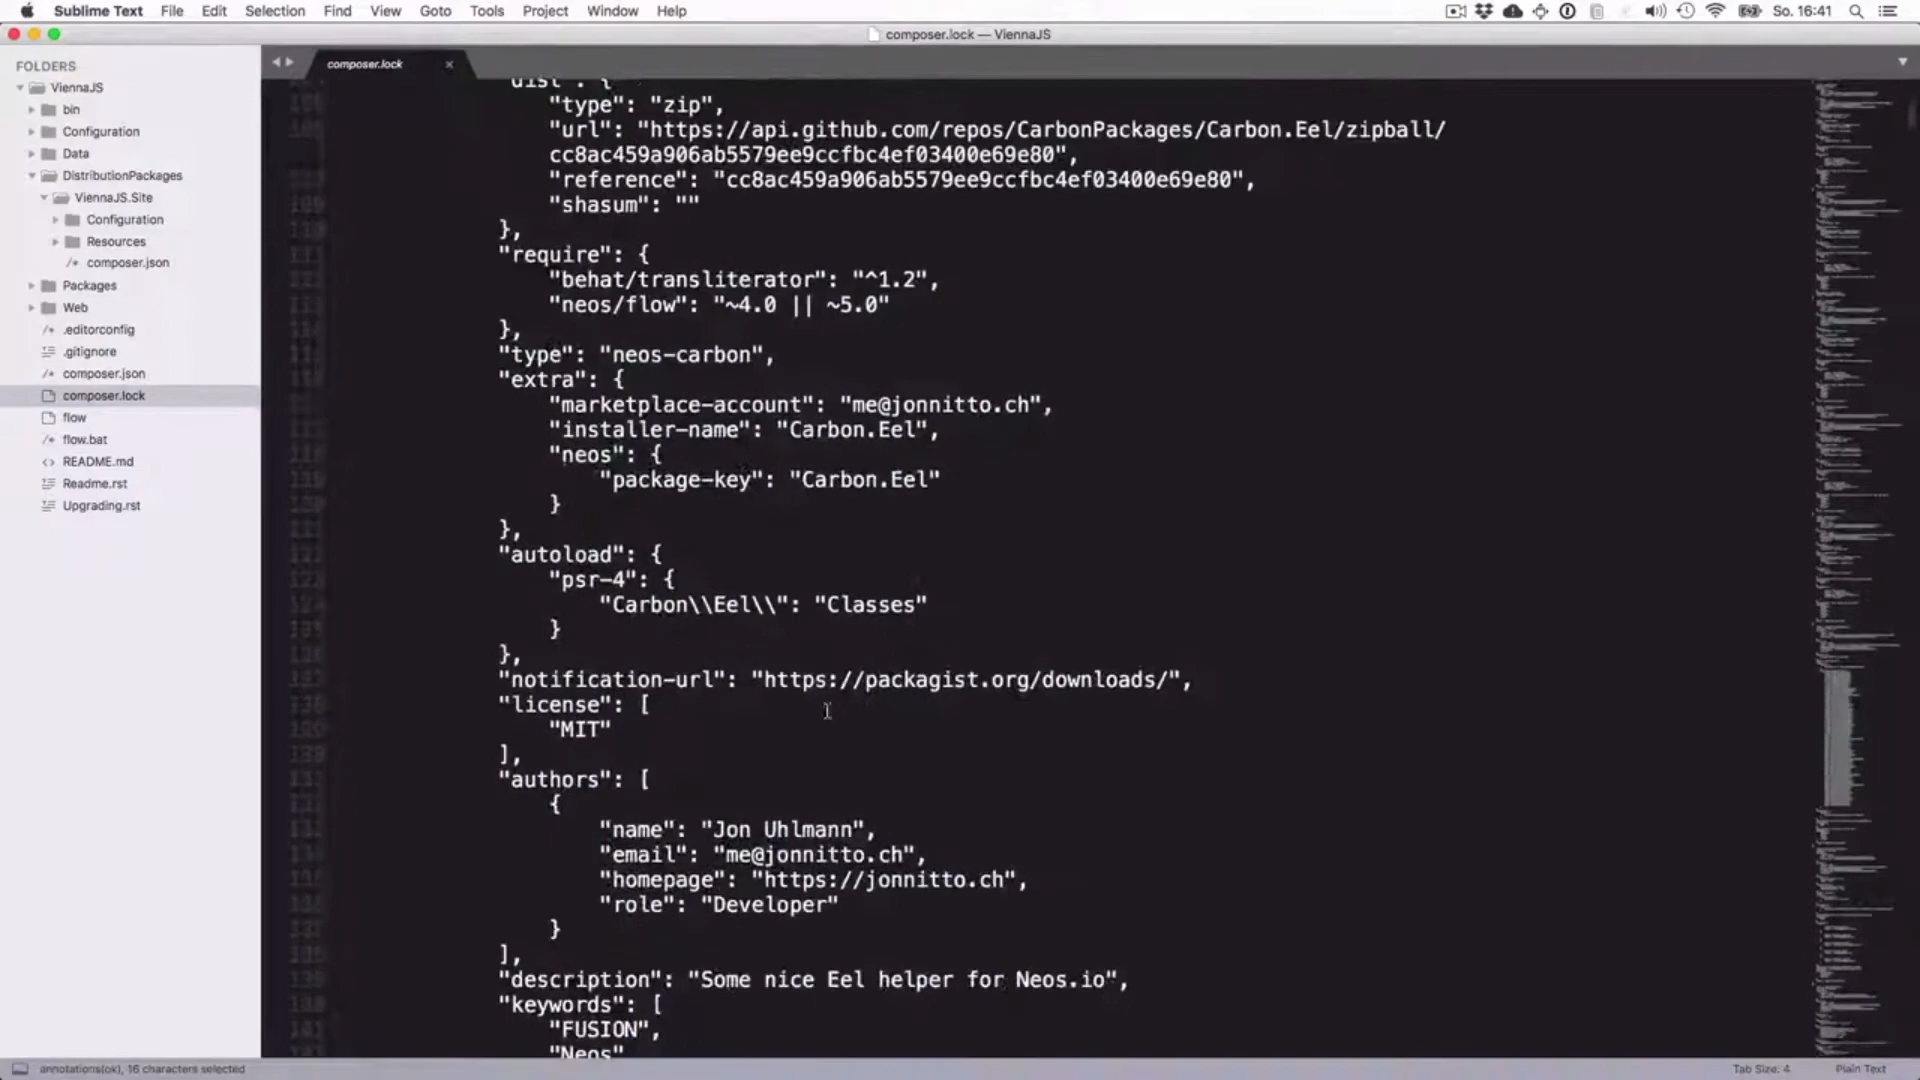 Sublime Text File Edit Selection Find View Goto Tools Project Window Help So. 16:41
composer.lock — ViennaJS
FOLDERS
ViennaJS
bin
Configuration
Data
DistributionPackages
ViennaJS.Site
Configuration
Resources
composer.json
Packages
Web
.editorconfig
.gitignore
composer.json
composer.lock
flow
flow.bat
README.md
Readme.rst
Upgrading.rst
composer.lock
"dist": {
"type": "zip",
"url": "https://api.github.com/repos/CarbonPackages/Carbon.Eel/zipball/
cc8ac459a906ab5579ee9ccfbc4ef03400e69e80",
"reference": "cc8ac459a906ab5579ee9ccfbc4ef03400e69e80",
"shasum": ""
},
"require": {
"behat/transliterator": "^1.2",
"neos/flow": "~4.0 || ~5.0"
},
"type": "neos-carbon",
"extra": {
"marketplace-account": "me@jonnitto.ch",
"installer-name": "Carbon.Eel",
"neos": {
"package-key": "Carbon.Eel"
}
},
"autoload": {
"psr-4": {
"Carbon\\Eel\\": "Classes"
}
},
"notification-url": "https://packagist.org/downloads/",
"license": [
"MIT"
],
"authors": [
{
"name": "Jon Uhlmann",
"email": "me@jonnitto.ch",
"homepage": "https://jonnitto.ch",
"role": "Developer"
}
],
"description": "Some nice Eel helper for Neos.io",
"keywords": [
"FUSION",
"Neos"
annotations(ok), 16 characters selected
Tab Size: 4 Plain Text